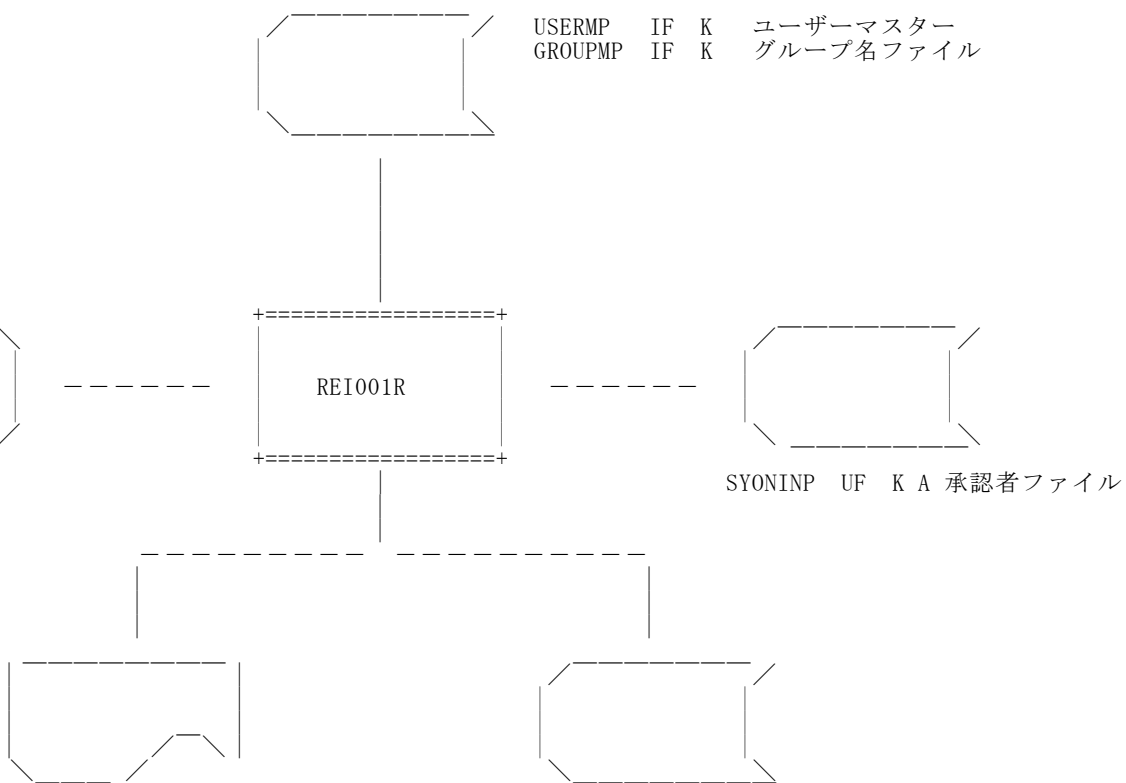 USERMP IF K ユーザーマスター
GROUPMP IF K グループ名ファイル
REI001R
SYONINP UF K A 承認者ファイル